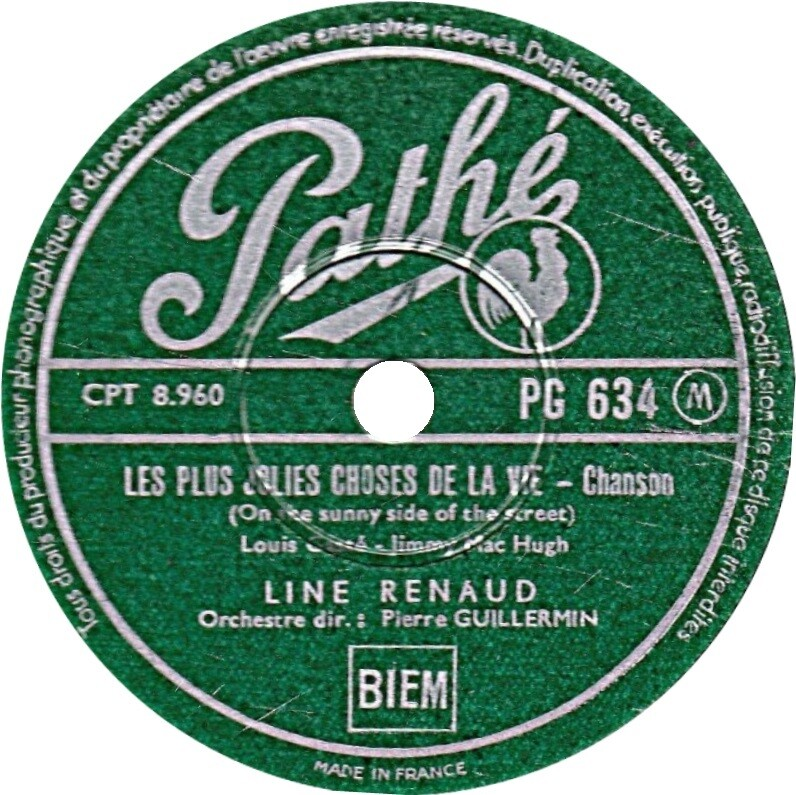 Tous droits du producteur phonographique et du propriétaire de l'œuvre enregistrée réservés. Duplication, exécution publique, radiodiffusion de ce disque interdites
Pathé
CPT 8.960
PG 634 M
LES PLUS JOLIES CHOSES DE LA VIE - Chanson
(On the sunny side of the street)
Louis Gasté - Jimmy Mac Hugh
LINE RENAUD
Orchestre dir. : Pierre GUILLERMIN
BIEM
MADE IN FRANCE